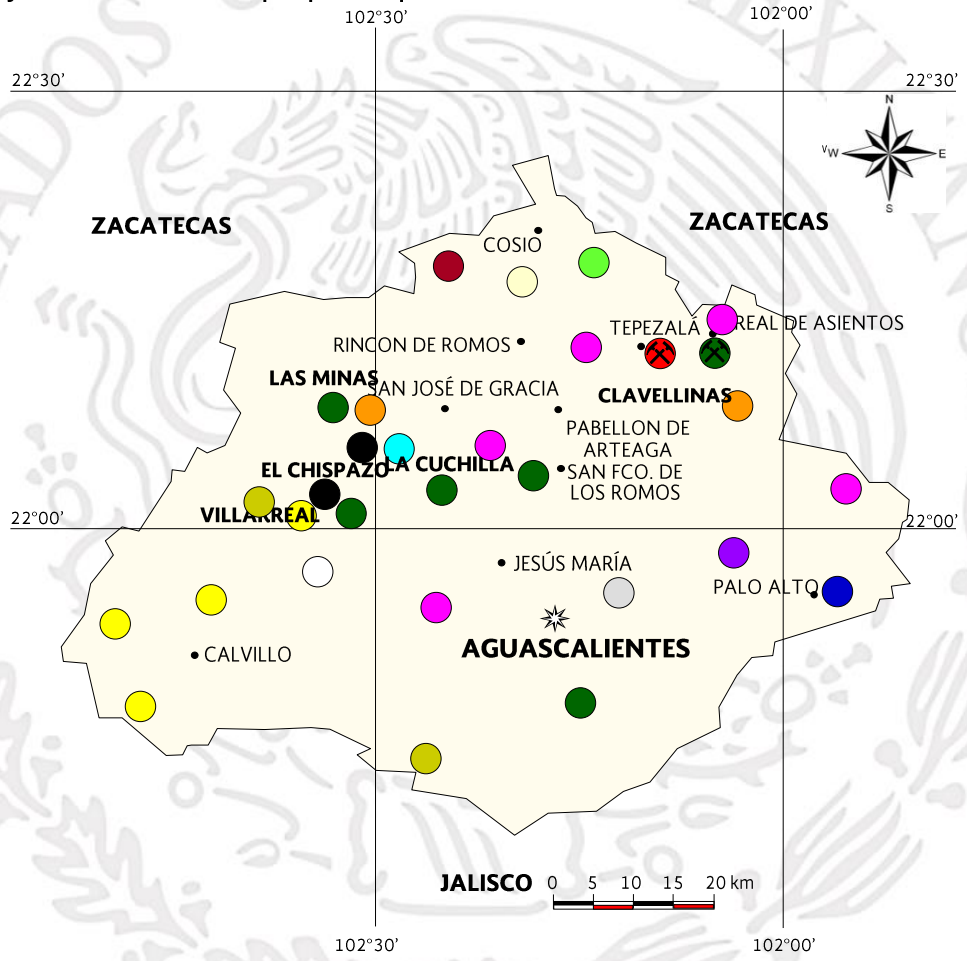 102°30’
102°00’
22°30’
22°30’
N
W
E
S
ZACATECAS
ZACATECAS
COSIO
TEPEZALÁ
REAL DE ASIENTOS
RINCON DE ROMOS
LAS MINAS
SAN JOSÉ DE GRACIA
CLAVELLINAS
PABELLON DE
ARTEAGA
EL CHISPAZO
LA CUCHILLA
SAN FCO. DE
LOS ROMOS
VILLARREAL
22°00’
22°00’
JESÚS MARÍA
PALO ALTO
AGUASCALIENTES
CALVILLO
JALISCO
0 5 10 15 20 km
102°30’
102°00’